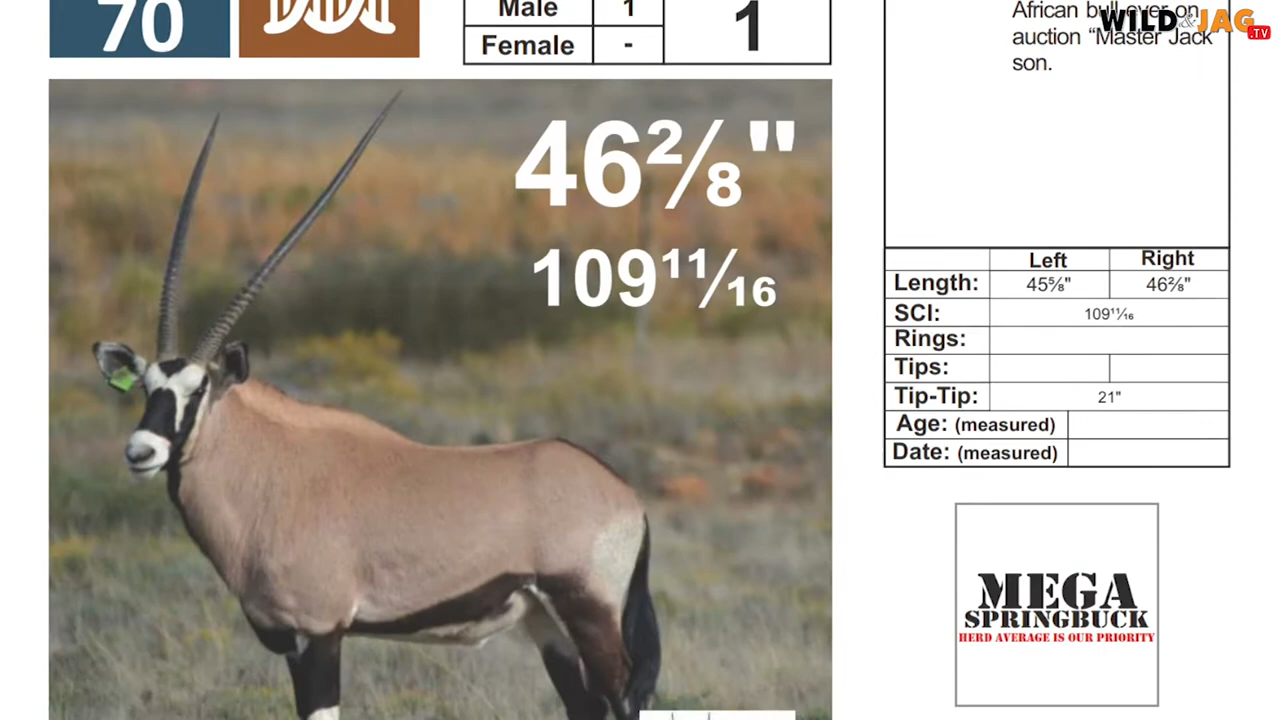 70
Male 1
Female - 1
African bull ever on
auction “Master Jack
son.
WILD&JAG
.TV
46²⁄₈"
109¹¹⁄₁₆
Left Right
Length: 45⅝" 46²⁄₈"
SCI: 109¹¹⁄₁₆
Rings:
Tips:
Tip-Tip: 21"
Age: (measured)
Date: (measured)
MEGA
SPRINGBUCK
HERD AVERAGE IS OUR PRIORITY